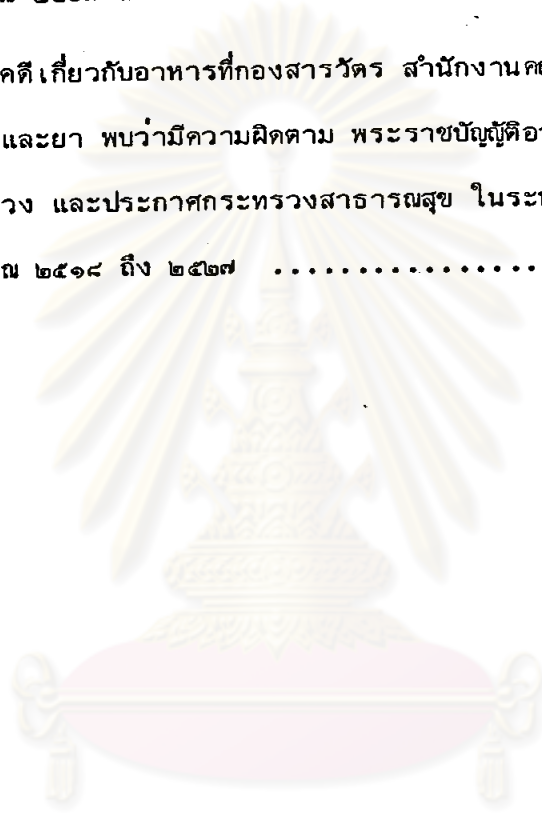 คดีเกี่ยวกับอาหารที่กองสารวัตร สำนักงานคณ
และยา พบว่ามีความผิดตาม พระราชบัญญัติอา
วง และประกาศกระทรวงสาธารณสุข ในระบ
ณ ๒๕๑๘ ถึง ๒๕๒๗ ................